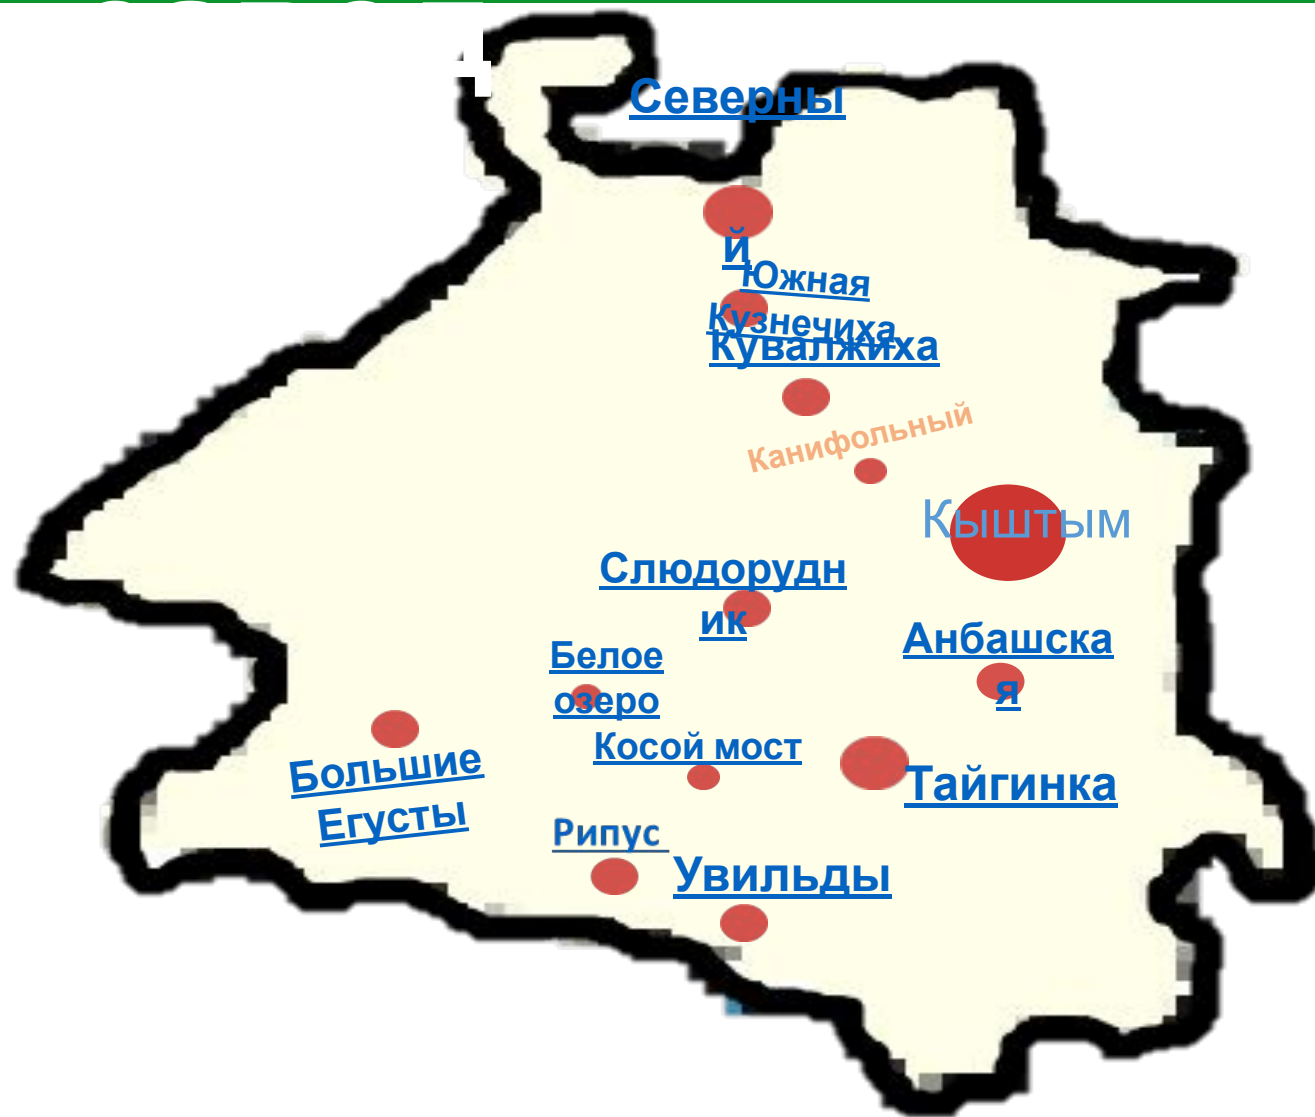 Северны
й
Южная
Кузнечиха
Кувалжиха
Канифольный
Кыштым
Слюдорудн
ик
Анбашска
я
Белое
озеро
Косой мост
Большие
Егусты
Тайгинка
Рипус
Увильды